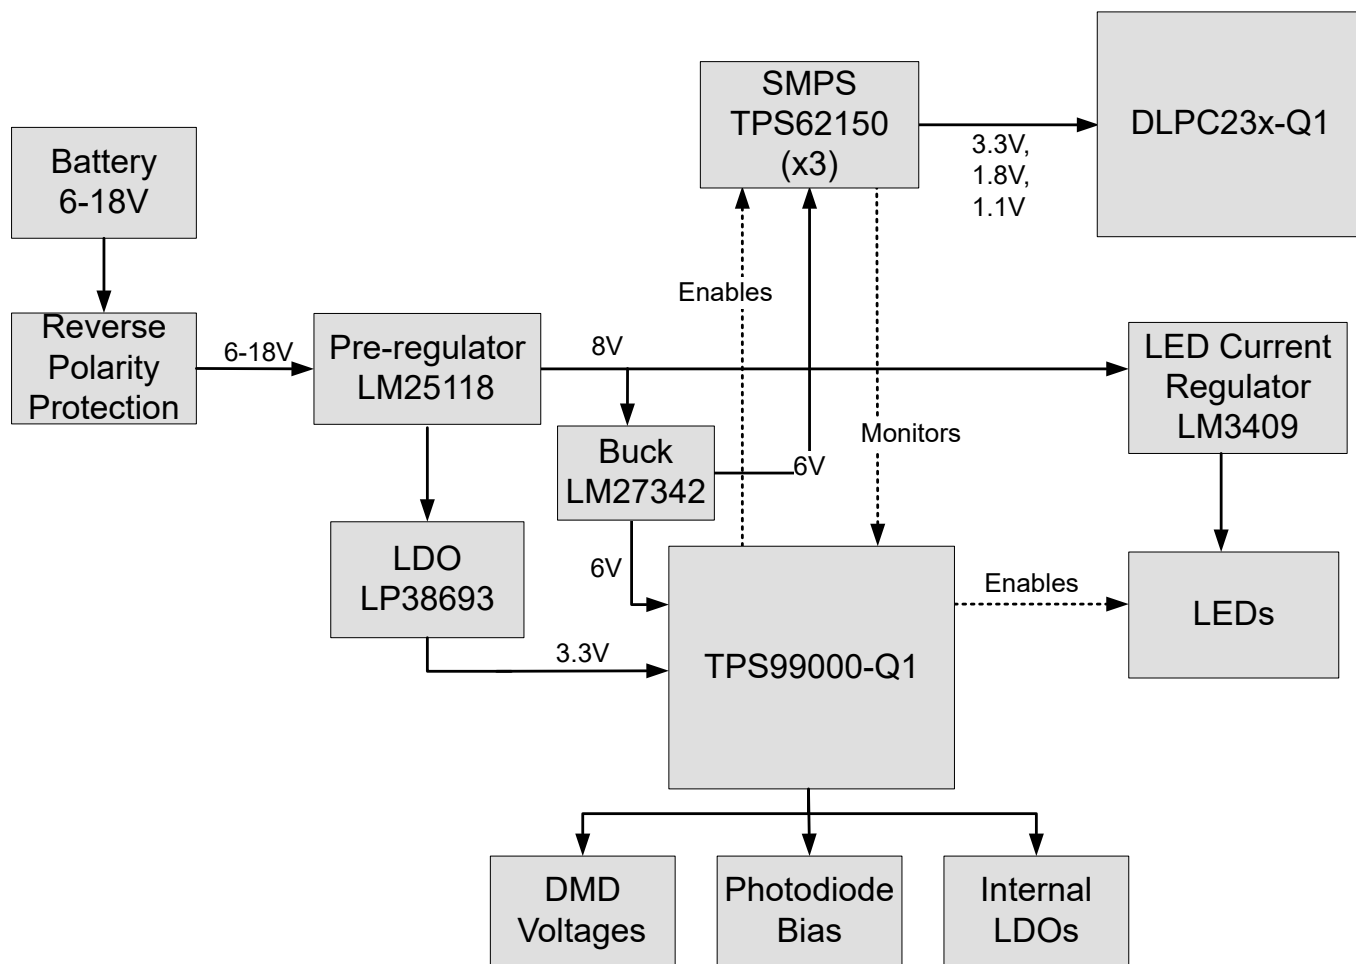 SMPS
TPS62150
(x3)
DLPC23x-Q1
3.3V,
1.8V,
1.1V
Battery
6-18V
Enables
Reverse
Polarity
Protection
6-18V
Pre-regulator
LM25118
8V
LED Current
Regulator
LM3409
Monitors
Buck
LM27342
6V
LDO
LP38693
6V
3.3V
TPS99000-Q1
Enables
LEDs
DMD
Voltages
Photodiode
Bias
Internal
LDOs